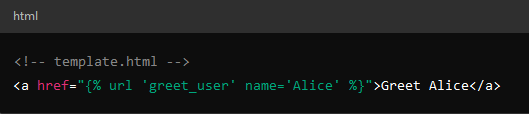 html
<!-- template.html -->
<a href="{% url 'greet_user' name='Alice' %}">Greet Alice</a>